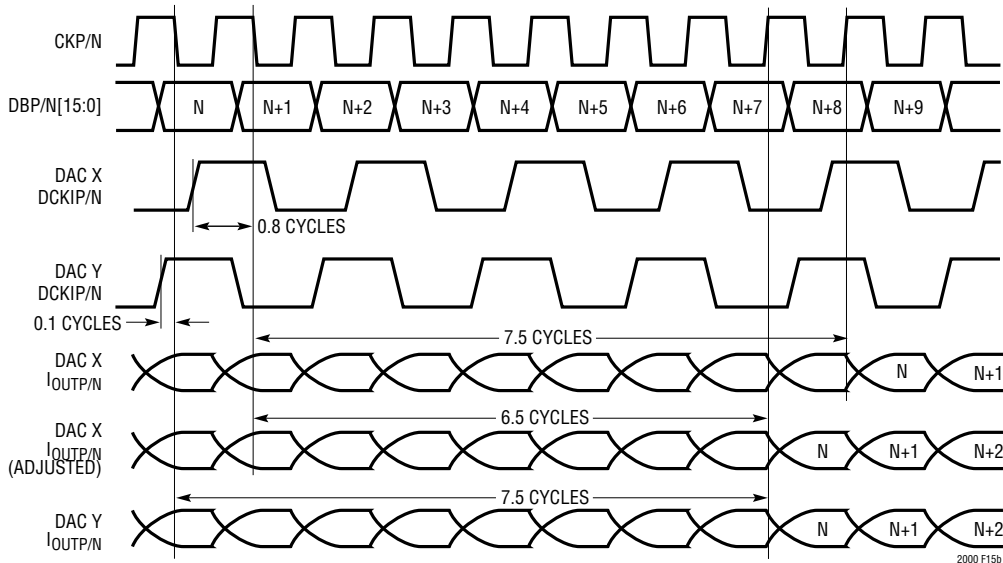 CKP/N
DBP/N[15:0]
N N+1 N+2 N+3 N+4 N+5 N+6 N+7 N+8 N+9
DAC X
DCKIP/N
0.8 CYCLES
DAC Y
DCKIP/N
0.1 CYCLES
7.5 CYCLES
DAC X
IOUTP/N
N N+1
6.5 CYCLES
DAC X
IOUTP/N
(ADJUSTED)
N N+1 N+2
7.5 CYCLES
DAC Y
IOUTP/N
N N+1 N+2
2000 F15b